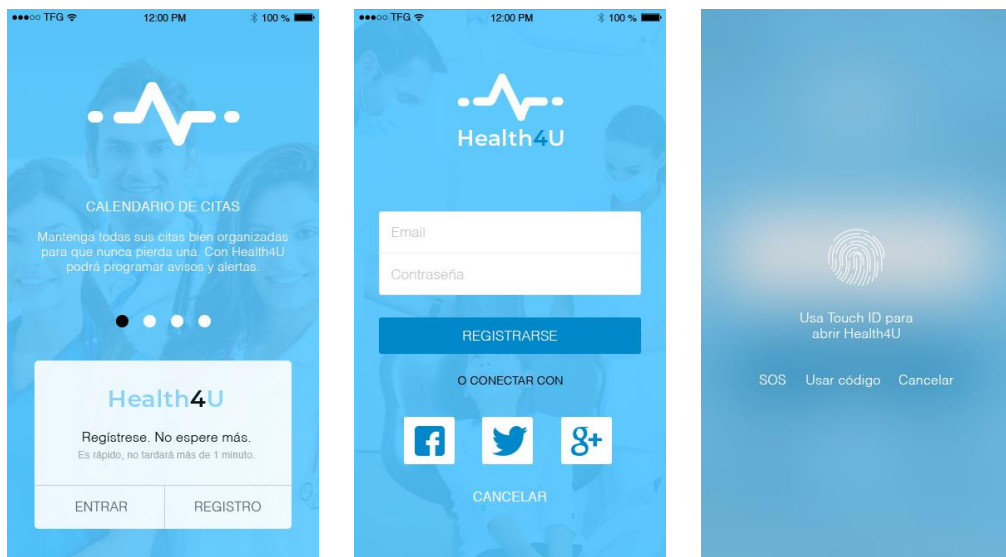 ●●●○○ TFG 12:00 PM 100 %
CALENDARIO DE CITAS
Mantenga todas sus citas bien organizadas
para que nunca pierda una. Con Health4U
podrá programar avisos y alertas.
Health4U
Regístrese. No espere más.
Es rápido, no tardará más de 1 minuto.
ENTRAR REGISTRO
●●●○○ TFG 12:00 PM 100 %
Health4U
Email
Contraseña
REGISTRARSE
O CONECTAR CON
f g+
CANCELAR
Usa Touch ID para
abrir Health4U
SOS Usar código Cancelar